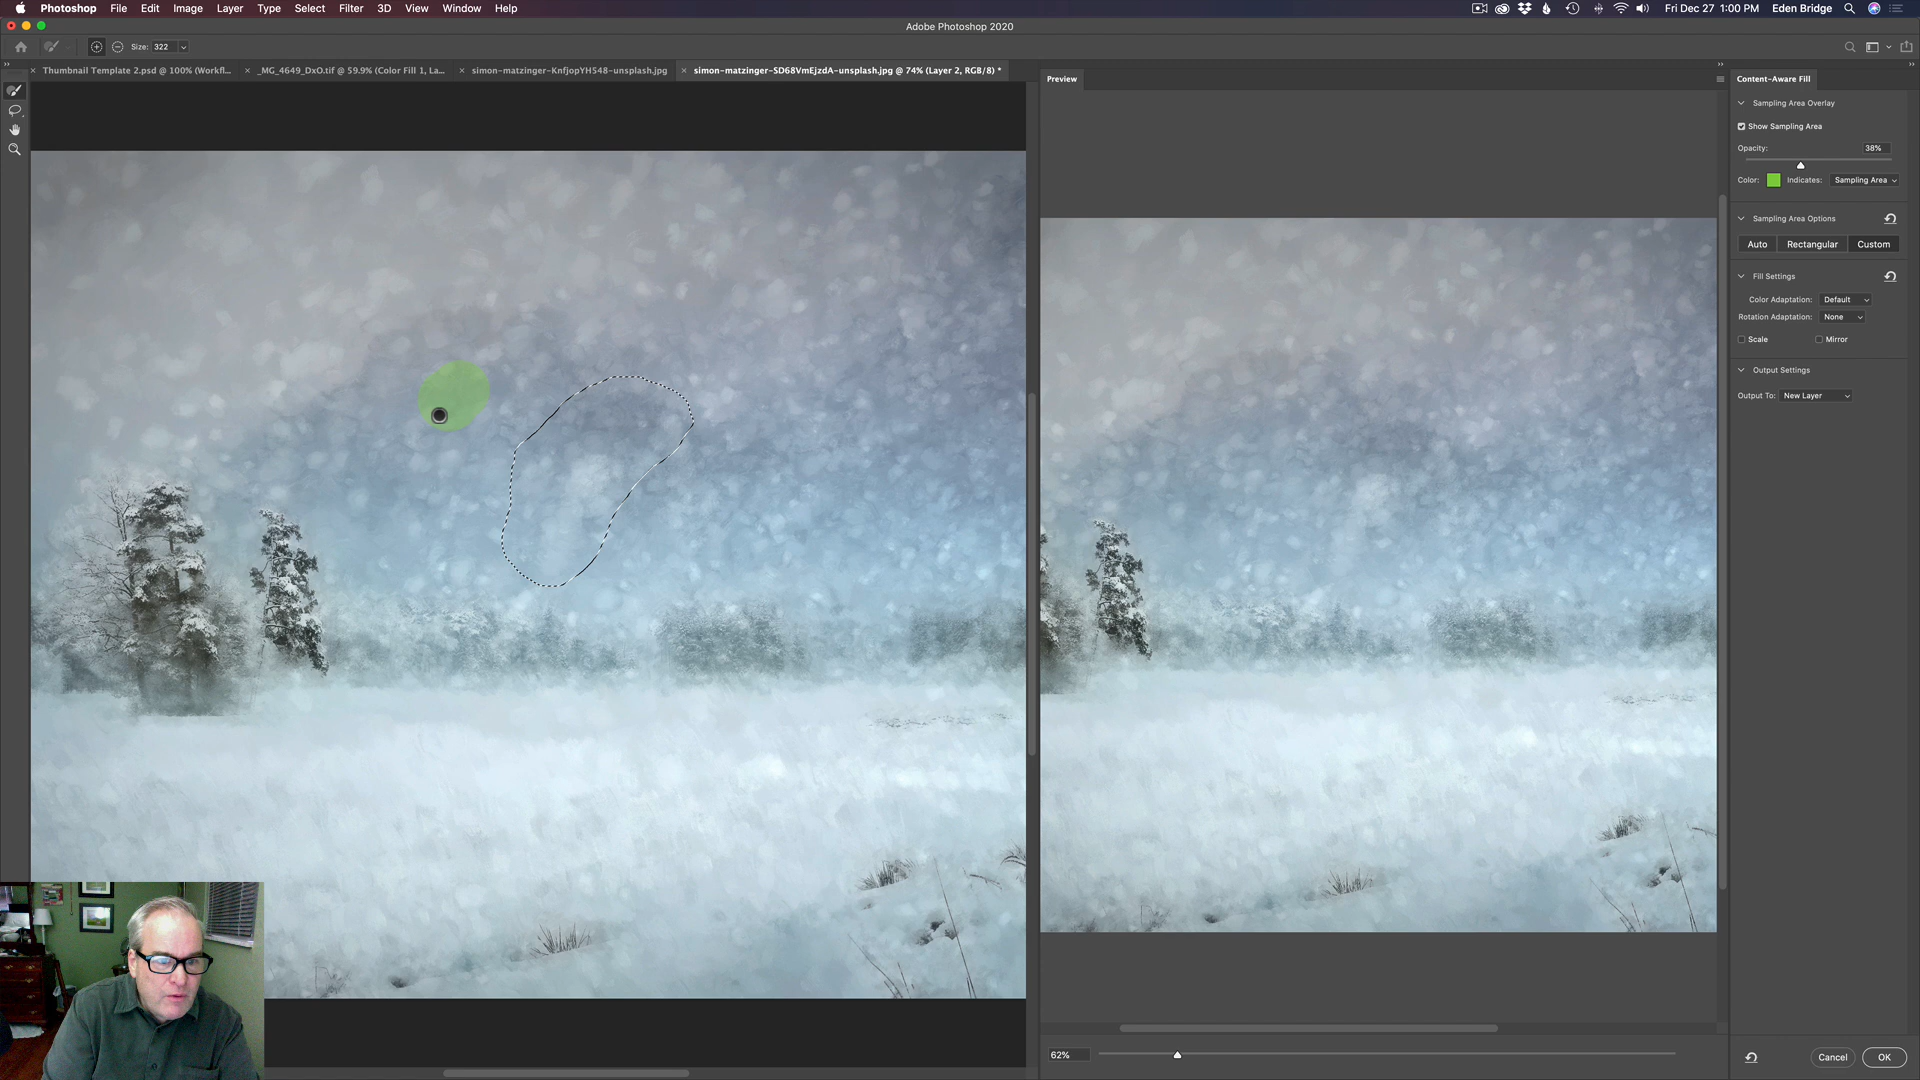 Photoshop File Edit Image Layer Type Select Filter 3D View Window Help Fri Dec 27 1:00 PM Eden Bridge
Adobe Photoshop 2020
Size: 322
Thumbnail Template 2.psd @ 100% (Workfl... _MG_4649_DxO.tif @ 59.9% (Color Fill 1, La... simon-matzinger-KnfjopYH548-unsplash.jpg simon-matzinger-SD68VmEjzdA-unsplash.jpg @ 74% (Layer 2, RGB/8) *
Preview
Content-Aware Fill
Sampling Area Overlay
Show Sampling Area
Opacity: 38%
Color: Indicates: Sampling Area
Sampling Area Options
Auto Rectangular Custom
Fill Settings
Color Adaptation: Default
Rotation Adaptation: None
Scale Mirror
Output Settings
Output To: New Layer
62%
Cancel OK